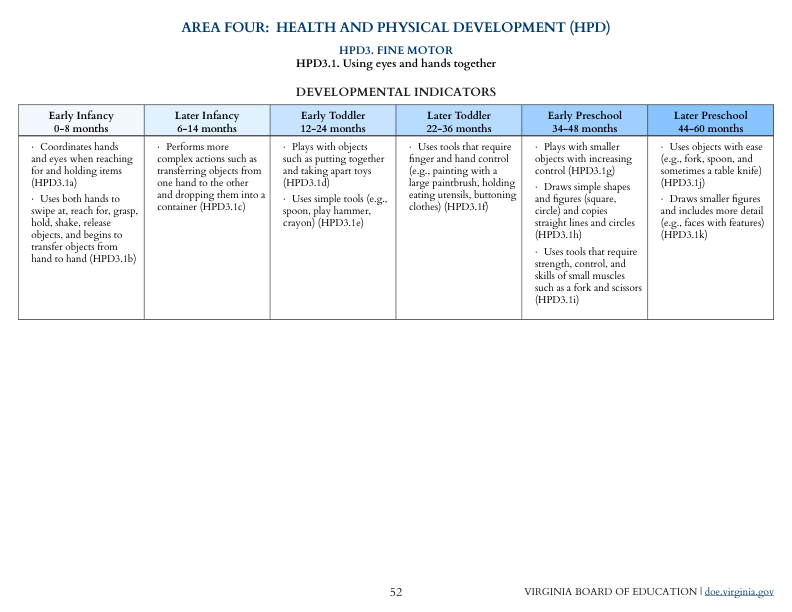 AREA FOUR:  HEALTH AND PHYSICAL DEVELOPMENT (HPD)
HPD3. FINE MOTOR
HPD3.1. Using eyes and hands together
DEVELOPMENTAL INDICATORS
Early Infancy
0–8 months
· Coordinates hands
and eyes when reaching
for and holding items
(HPD3.1a)
· Uses both hands to
swipe at, reach for, grasp,
hold, shake, release
objects, and begins to
transfer objects from
hand to hand (HPD3.1b)
Later Infancy
6–14 months
· Performs more
complex actions such as
transferring objects from
one hand to the other
and dropping them into a
container (HPD3.1c)
Early Toddler
12–24 months
· Plays with objects
such as putting together
and taking apart toys
(HPD3.1d)
· Uses simple tools (e.g.,
spoon, play hammer,
crayon) (HPD3.1e)
Later Toddler
22–36 months
· Uses tools that require
finger and hand control
(e.g., painting with a
large paintbrush, holding
eating utensils, buttoning
clothes) (HPD3.1f)
Early Preschool
34–48 months
· Plays with smaller
objects with increasing
control (HPD3.1g)
· Draws simple shapes
and figures (square,
circle) and copies
straight lines and circles
(HPD3.1h)
· Uses tools that require
strength, control, and
skills of small muscles
such as a fork and scissors
(HPD3.1i)
Later Preschool
44–60 months
· Uses objects with ease
(e.g., fork, spoon, and
sometimes a table knife)
(HPD3.1j)
· Draws smaller figures
and includes more detail
(e.g., faces with features)
(HPD3.1k)
52
VIRGINIA BOARD OF EDUCATION | doe.virginia.gov